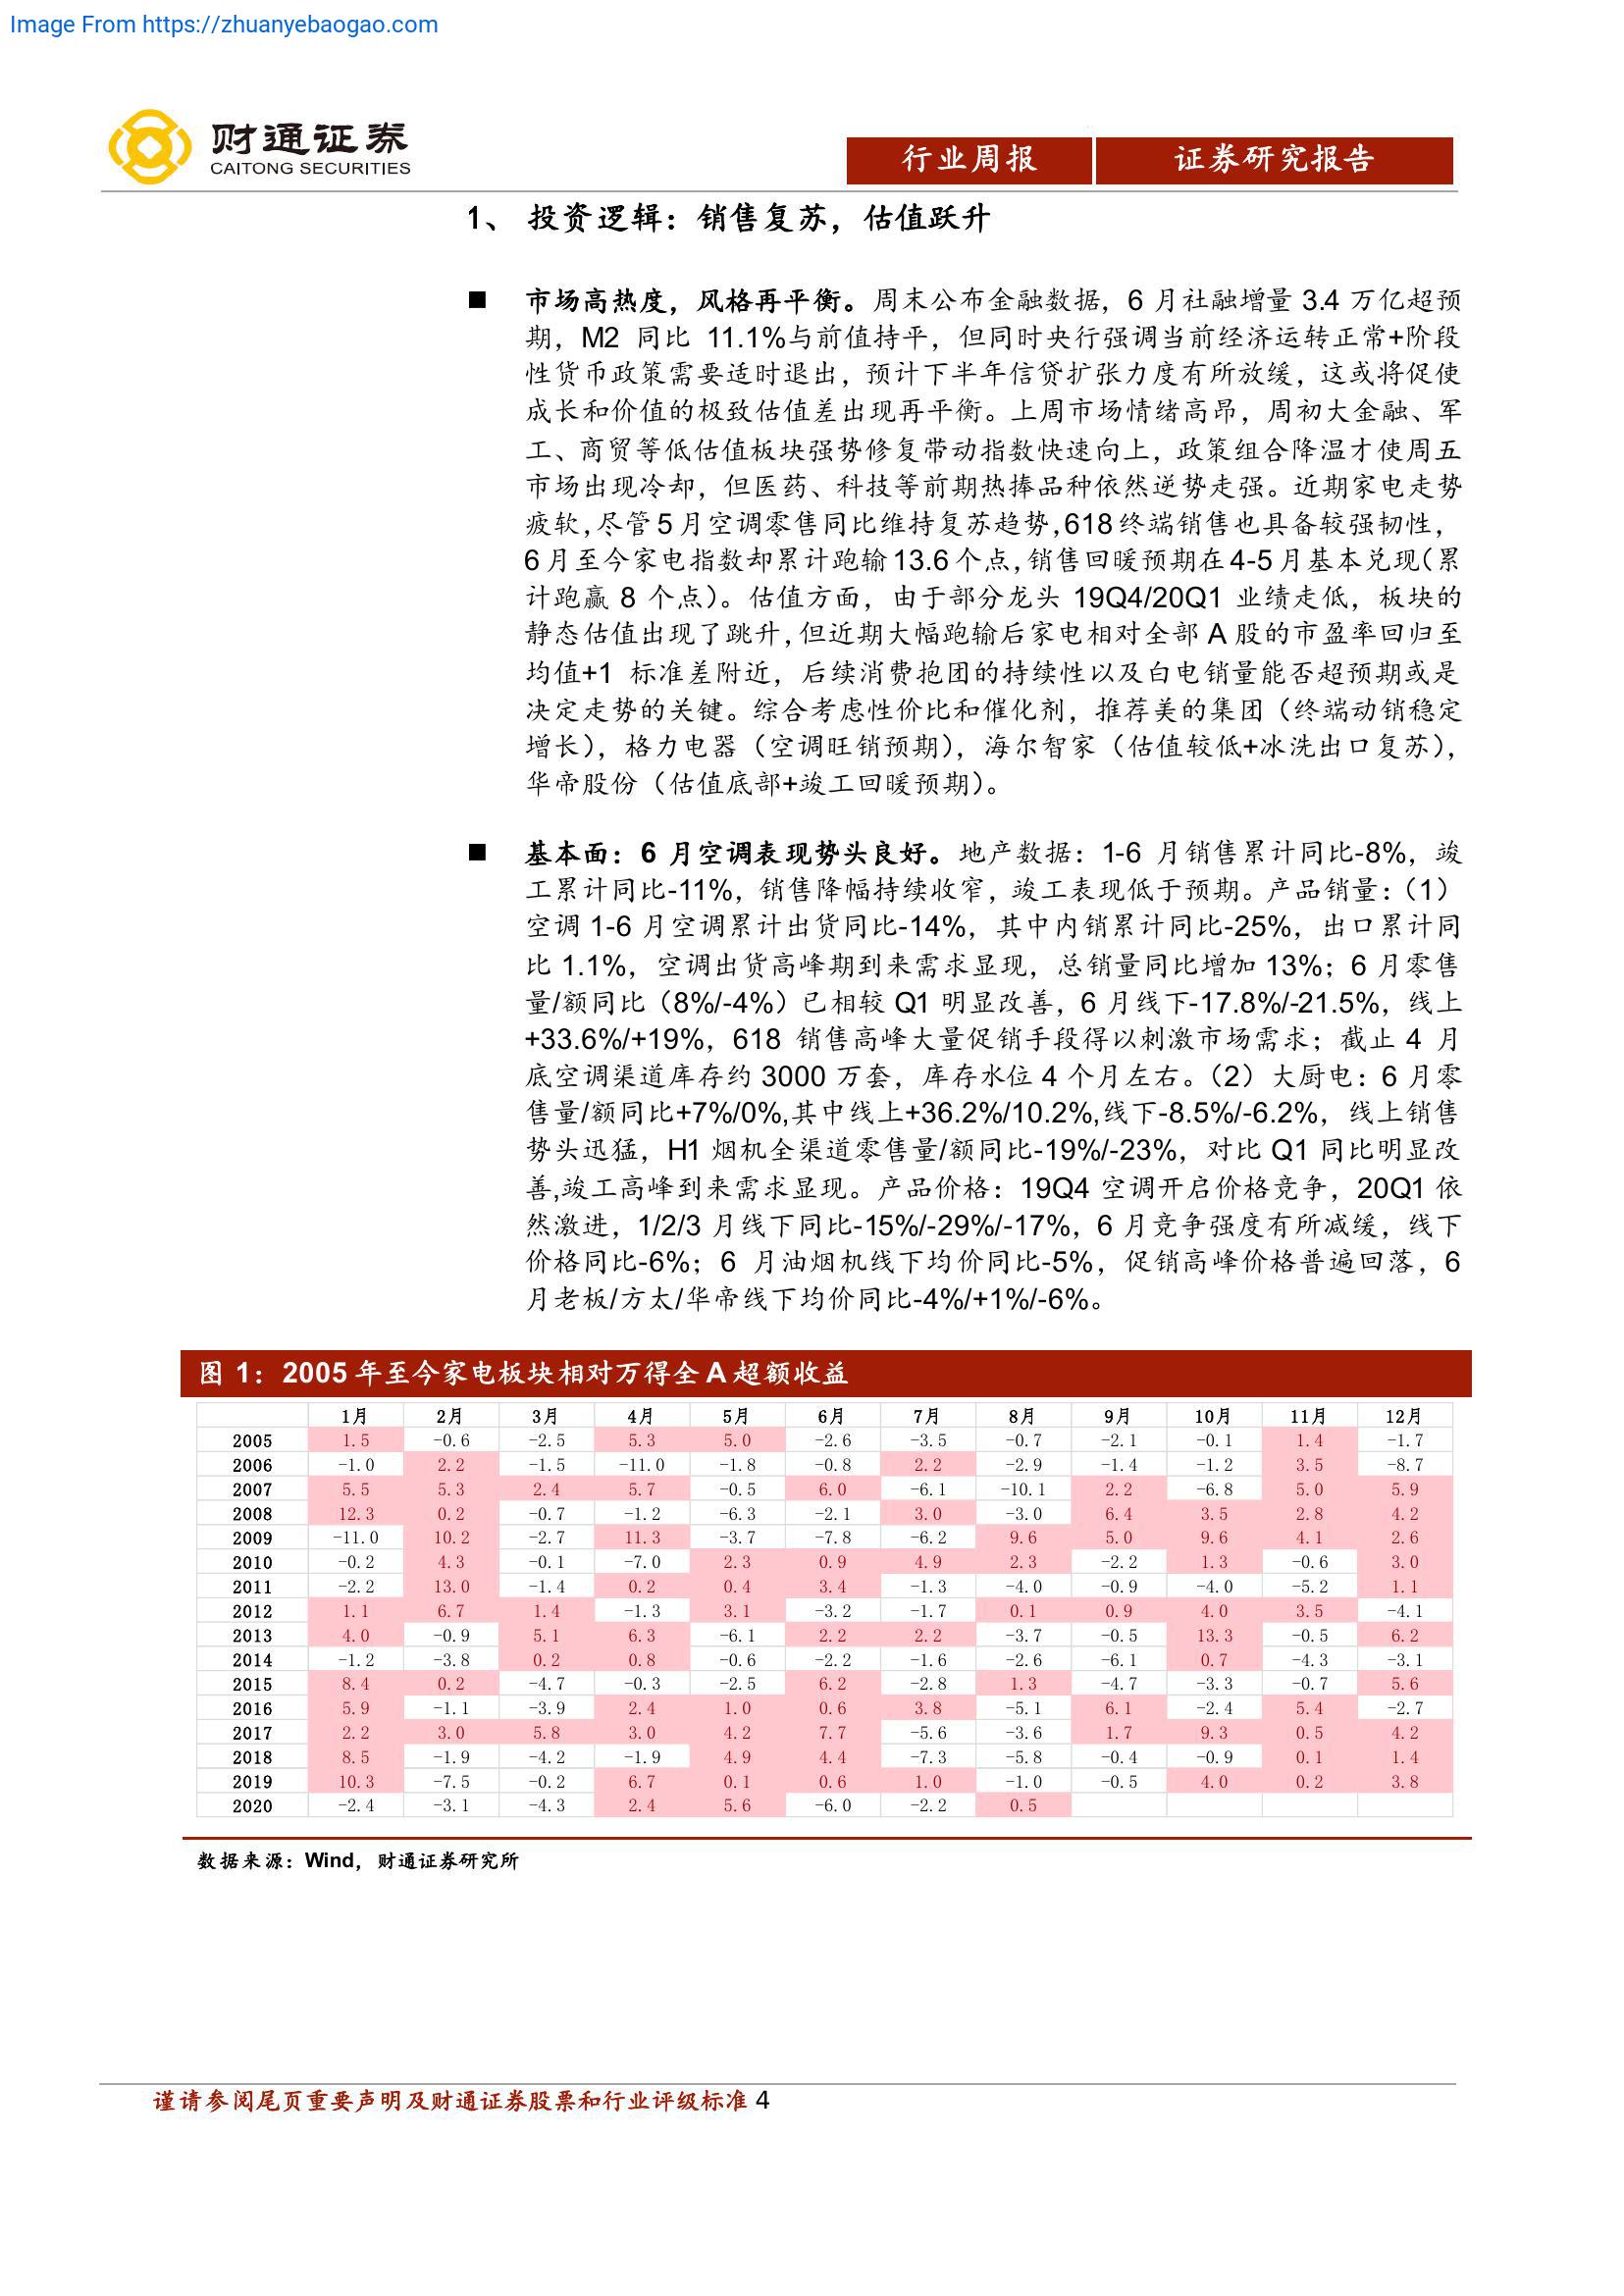 Image From https://zhuanyebaogao.com
财通证券
CAITONG SECURITIES
行业周报 证券研究报告
1、 投资逻辑：销售复苏，估值跃升
■ 市场高热度，风格再平衡。周末公布金融数据，6 月社融增量 3.4 万亿超预
期，M2 同比 11.1%与前值持平，但同时央行强调当前经济运转正常+阶段
性货币政策需要适时退出，预计下半年信贷扩张力度有所放缓，这或将促使
成长和价值的极致估值差出现再平衡。上周市场情绪高昂，周初大金融、军
工、商贸等低估值板块强势修复带动指数快速向上，政策组合降温才使周五
市场出现冷却，但医药、科技等前期热捧品种依然逆势走强。近期家电走势
疲软,尽管 5 月空调零售同比维持复苏趋势,618 终端销售也具备较强韧性，
6 月至今家电指数却累计跑输 13.6 个点,销售回暖预期在 4-5 月基本兑现（累
计跑赢 8 个点）。估值方面，由于部分龙头 19Q4/20Q1 业绩走低，板块的
静态估值出现了跳升,但近期大幅跑输后家电相对全部 A 股的市盈率回归至
均值+1 标准差附近，后续消费抱团的持续性以及白电销量能否超预期或是
决定走势的关键。综合考虑性价比和催化剂，推荐美的集团（终端动销稳定
增长），格力电器（空调旺销预期），海尔智家（估值较低+冰洗出口复苏），
华帝股份（估值底部+竣工回暖预期）。
■ 基本面：6 月空调表现势头良好。地产数据：1-6 月销售累计同比-8%，竣
工累计同比-11%，销售降幅持续收窄，竣工表现低于预期。产品销量：（1）
空调 1-6 月空调累计出货同比-14%，其中内销累计同比-25%，出口累计同
比 1.1%，空调出货高峰期到来需求显现，总销量同比增加 13%；6 月零售
量/额同比（8%/-4%）已相较 Q1 明显改善，6 月线下-17.8%/-21.5%，线上
+33.6%/+19%，618 销售高峰大量促销手段得以刺激市场需求；截止 4 月
底空调渠道库存约 3000 万套，库存水位 4 个月左右。（2）大厨电：6 月零
售量/额同比+7%/0%,其中线上+36.2%/10.2%,线下-8.5%/-6.2%，线上销售
势头迅猛，H1 烟机全渠道零售量/额同比-19%/-23%，对比 Q1 同比明显改
善,竣工高峰到来需求显现。产品价格：19Q4 空调开启价格竞争，20Q1 依
然激进，1/2/3 月线下同比-15%/-29%/-17%，6 月竞争强度有所减缓，线下
价格同比-6%；6 月油烟机线下均价同比-5%，促销高峰价格普遍回落，6
月老板/方太/华帝线下均价同比-4%/+1%/-6%。
图 1：2005 年至今家电板块相对万得全 A 超额收益
1月 2月 3月 4月 5月 6月 7月 8月 9月 10月 11月 12月
2005 1.5 -0.6 -2.5 5.3 5.0 -2.6 -3.5 -0.7 -2.1 -0.1 1.4 -1.7
2006 -1.0 2.2 -1.5 -11.0 -1.8 -0.8 2.2 -2.9 -1.4 -1.2 3.5 -8.7
2007 5.5 5.3 2.4 5.7 -0.5 6.0 -6.1 -10.1 2.2 -6.8 5.0 5.9
2008 12.3 0.2 -0.7 -1.2 -6.3 -2.1 3.0 -3.0 6.4 3.5 2.8 4.2
2009 -11.0 10.2 -2.7 11.3 -3.7 -7.8 -6.2 9.6 5.0 9.6 4.1 2.6
2010 -0.2 4.3 -0.1 -7.0 2.3 0.9 4.9 2.3 -2.2 1.3 -0.6 3.0
2011 -2.2 13.0 -1.4 0.2 0.4 3.4 -1.3 -4.0 -0.9 -4.0 -5.2 1.1
2012 1.1 6.7 1.4 -1.3 3.1 -3.2 -1.7 0.1 0.9 4.0 3.5 -4.1
2013 4.0 -0.9 5.1 6.3 -6.1 2.2 2.2 -3.7 -0.5 13.3 -0.5 6.2
2014 -1.2 -3.8 0.2 0.8 -0.6 -2.2 -1.6 -2.6 -6.1 0.7 -4.3 -3.1
2015 8.4 0.2 -4.7 -0.3 -2.5 6.2 -2.8 1.3 -4.7 -3.3 -0.7 5.6
2016 5.9 -1.1 -3.9 2.4 1.0 0.6 3.8 -5.1 6.1 -2.4 5.4 -2.7
2017 2.2 3.0 5.8 3.0 4.2 7.7 -5.6 -3.6 1.7 9.3 0.5 4.2
2018 8.5 -1.9 -4.2 -1.9 4.9 4.4 -7.3 -5.8 -0.4 -0.9 0.1 1.4
2019 10.3 -7.5 -0.2 6.7 0.1 0.6 1.0 -1.0 -0.5 4.0 0.2 3.8
2020 -2.4 -3.1 -4.3 2.4 5.6 -6.0 -2.2 0.5
数据来源：Wind，财通证券研究所
谨请参阅尾页重要声明及财通证券股票和行业评级标准 4